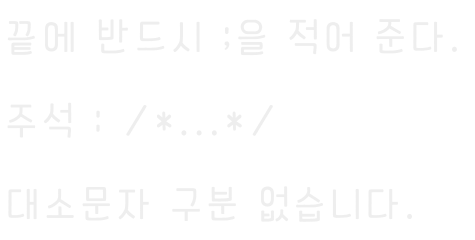 끝에 반드시 ;을 적어 준다.
주석 : /*...*/
대소문자 구분 없습니다.